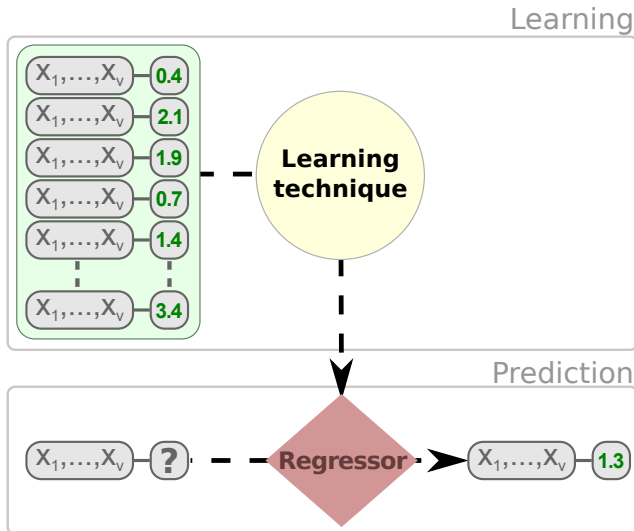 Learning
X1,...,Xv 0.4
X1,...,Xv 2.1
X1,...,Xv 1.9
X1,...,Xv 0.7
X1,...,Xv 1.4
X1,...,Xv 3.4
Learning
technique
Prediction
X1,...,Xv ?
Regressor
X1,...,Xv 1.3